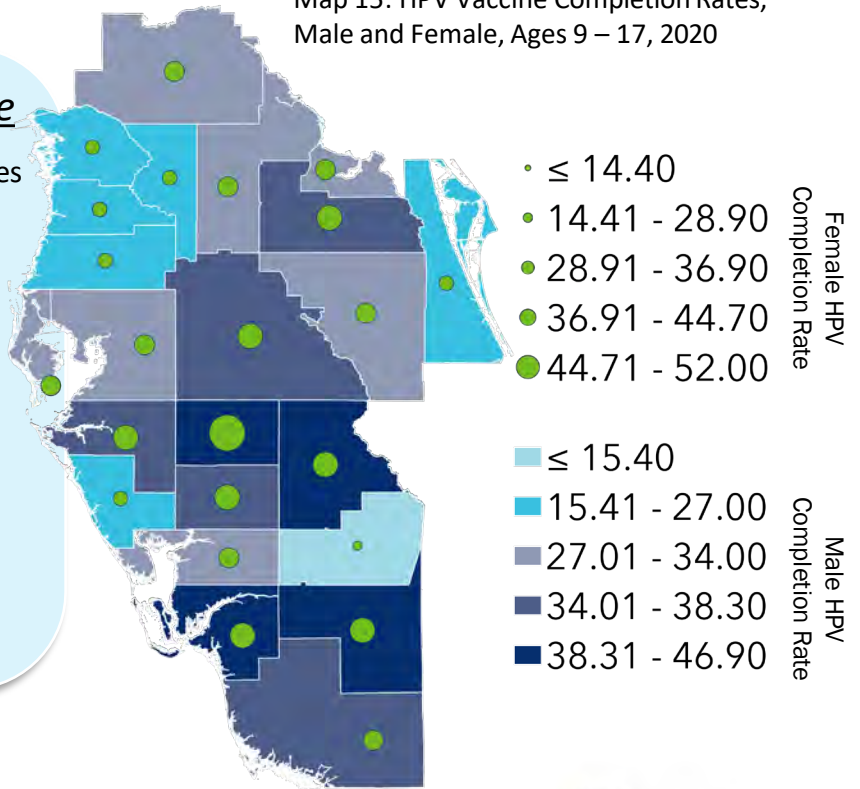 Map 15: HPV Vaccine Completion Rates,
Male and Female, Ages 9 – 17, 2020
≤ 14.40
14.41 - 28.90
28.91 - 36.90
36.91 - 44.70
44.71 - 52.00
Female HPV
Completion Rate
≤ 15.40
15.41 - 27.00
27.01 - 34.00
34.01 - 38.30
38.31 - 46.90
Male HPV
Completion Rate